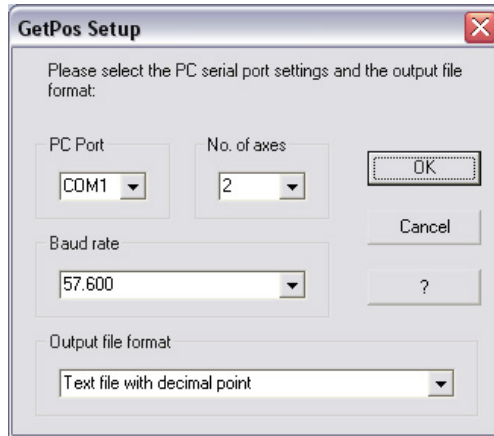 GetPos Setup
Please select the PC serial port settings and the output file
format:
PC Port
No. of axes
COM1
2
OK
Cancel
Baud rate
57.600
?
Output file format
Text file with decimal point